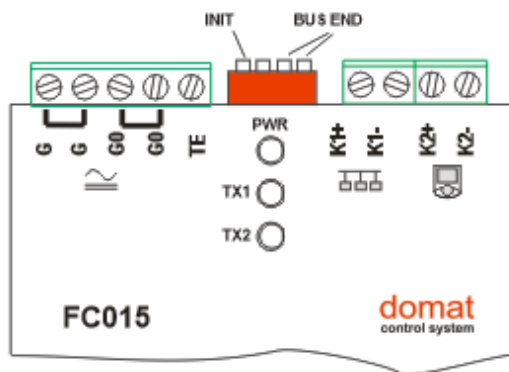 INIT BUS END
PWR
G G G0 G0 TE K1+ K1- K2+ K2-
TX1
TX2
FC015 domat
control system